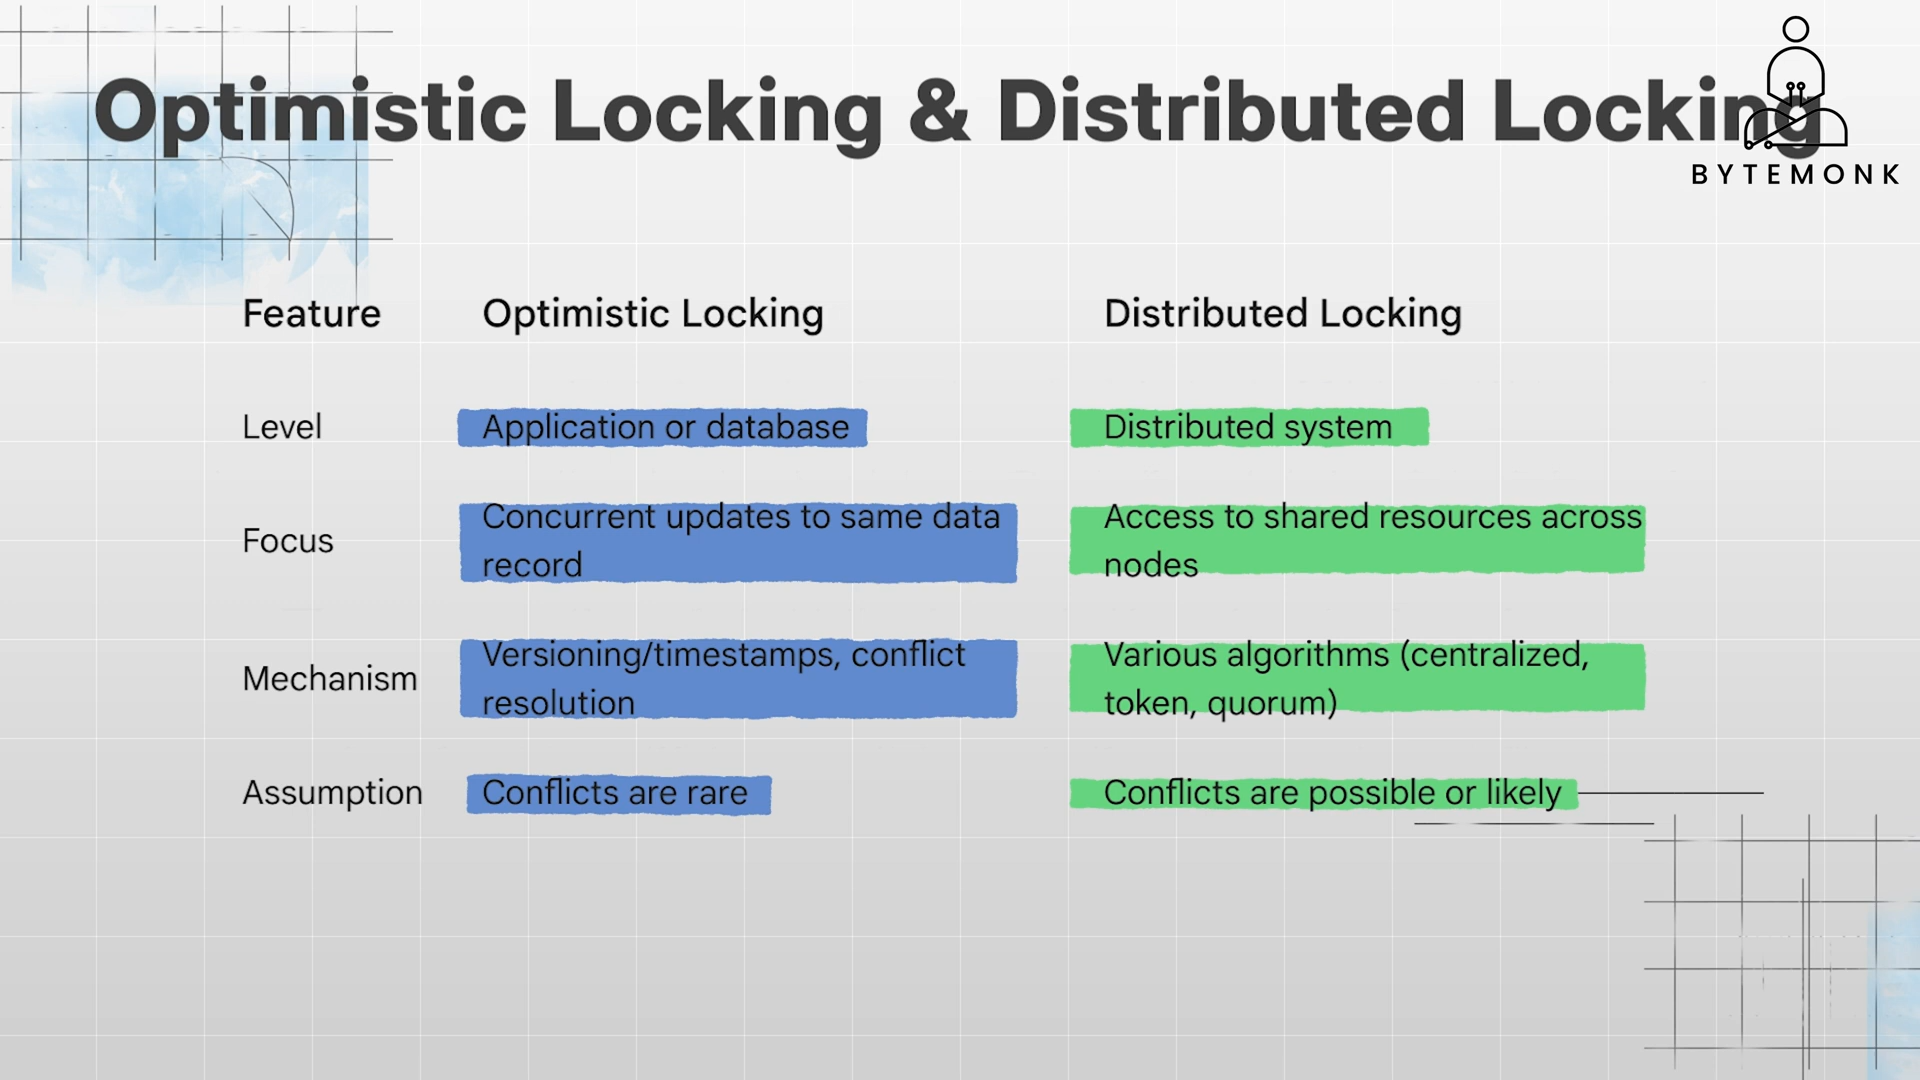 Optimistic Locking & Distributed Locking
BYTEMONK
Feature Optimistic Locking Distributed Locking
Level Application or database Distributed system
Focus Concurrent updates to same data record Access to shared resources across nodes
Mechanism Versioning/timestamps, conflict resolution Various algorithms (centralized, token, quorum)
Assumption Conflicts are rare Conflicts are possible or likely